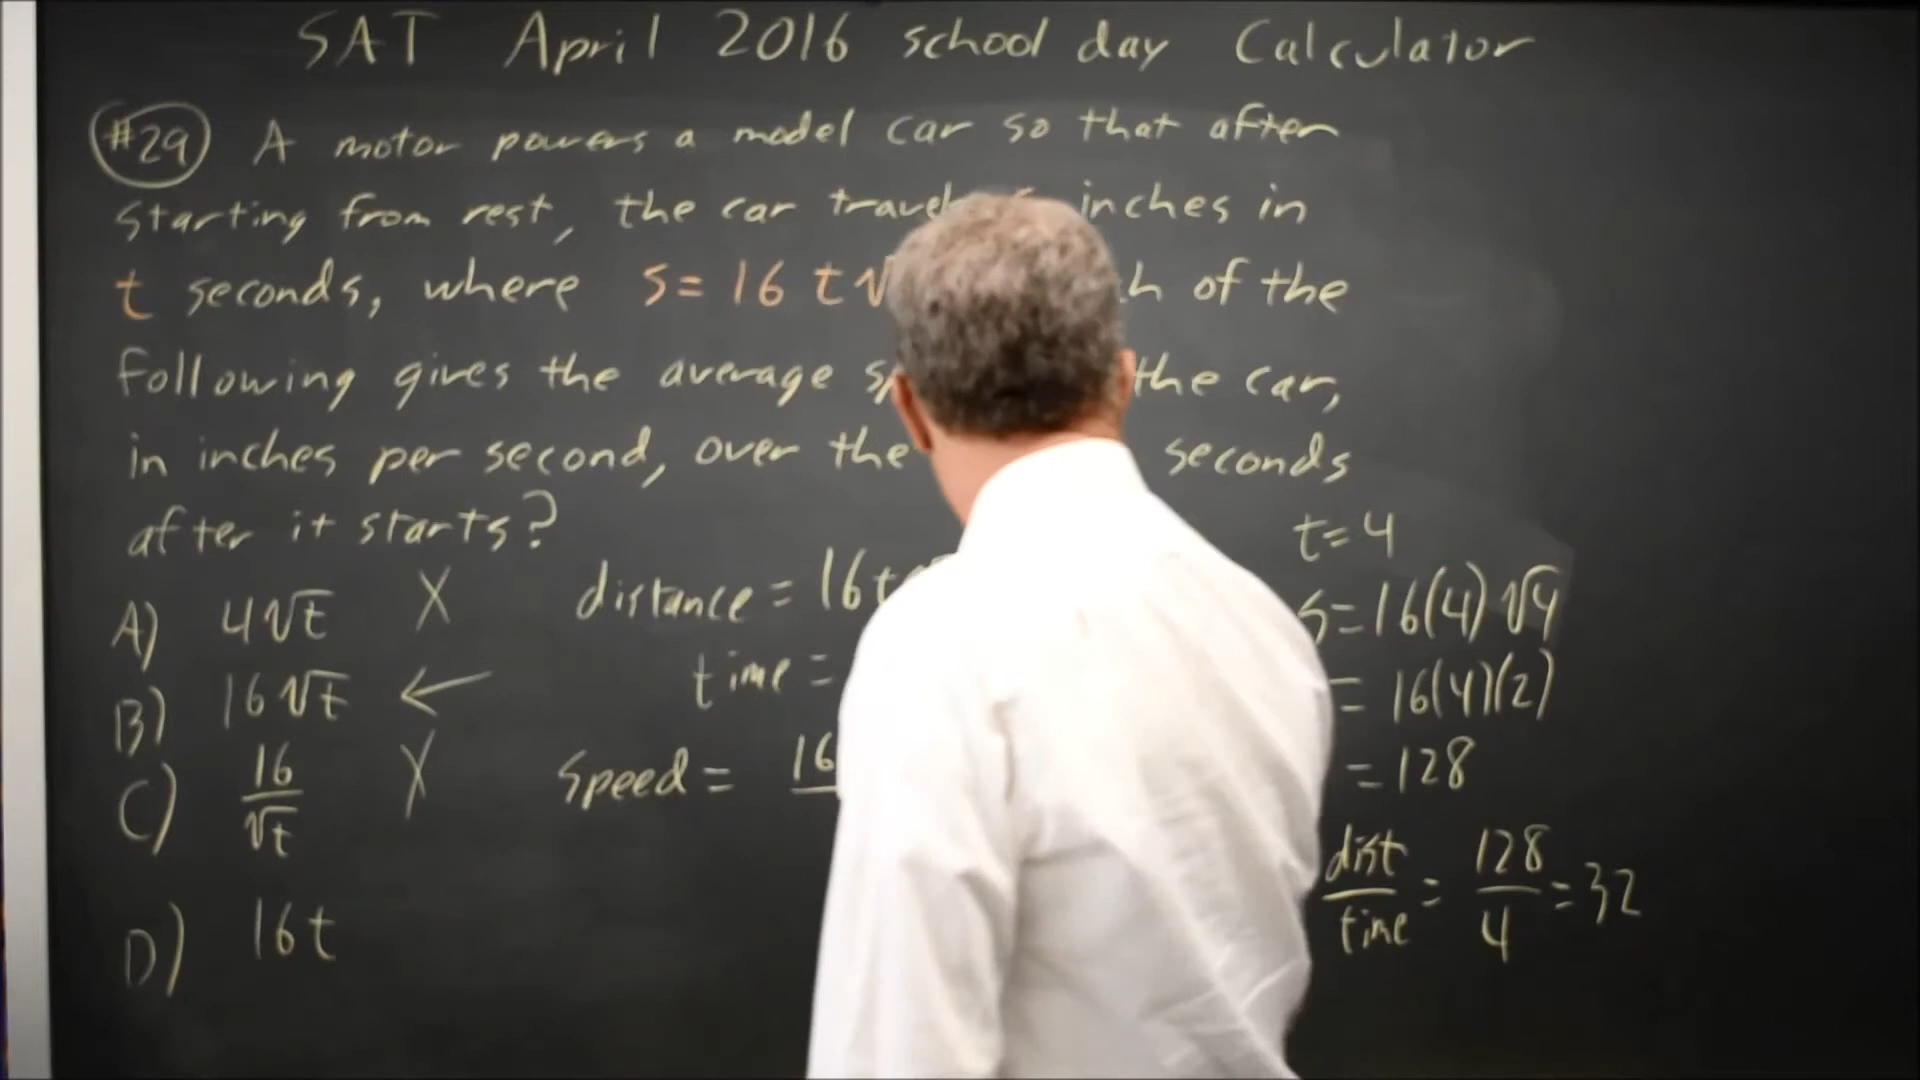 SAT April 2016 school day Calculator
#29 A motor powers a model car so that after
starting from rest, the car inches in
t seconds, where s = 16 t√ of the
following gives the average the car,
in inches per second, over the seconds
after it starts?
A) 4√t X
B) 16√t ←
C) 16/√t X
D) 16t
distance = 16t
time =
speed = 16
t=4
s=16(4)√4
= 16(4)(2)
= 128
dist/time = 128/4 = 32